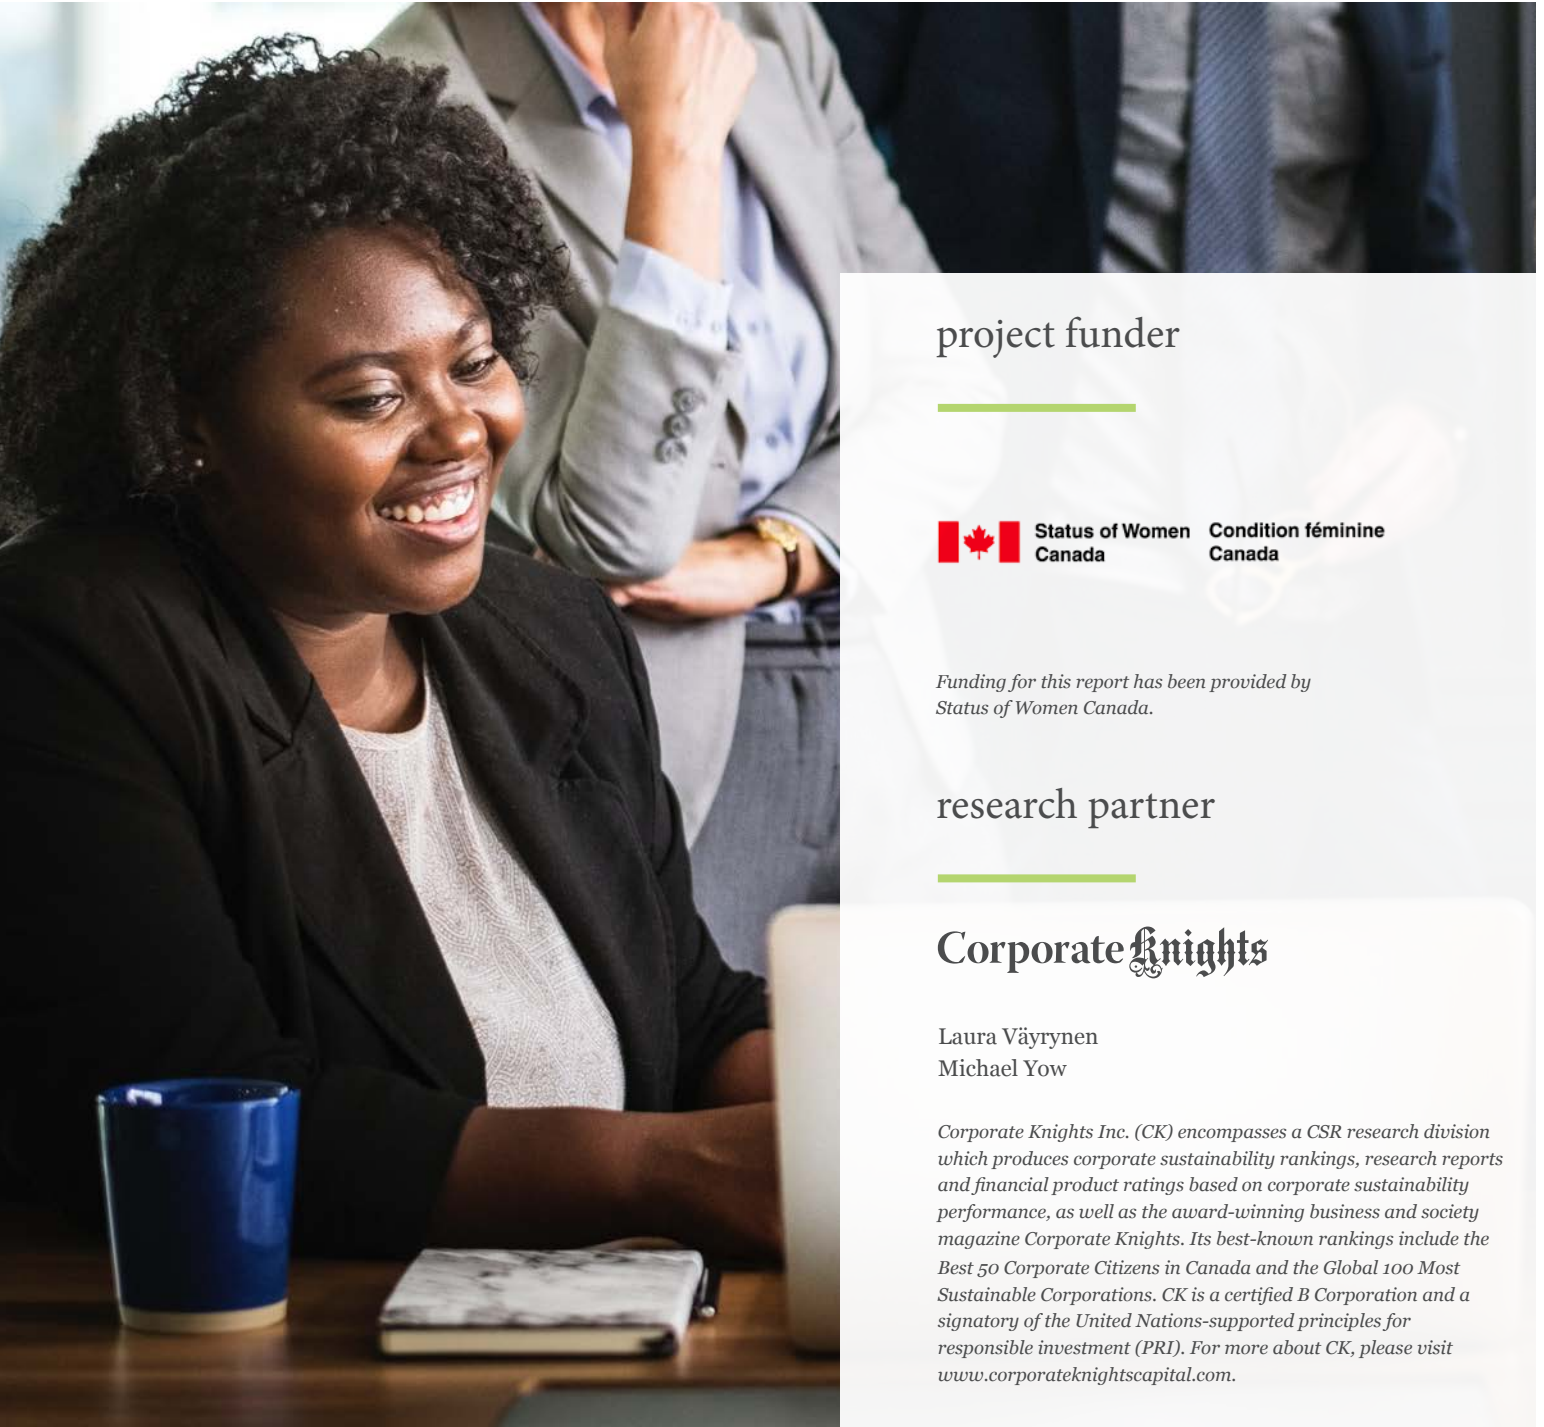 project funder
Status of Women Condition féminine
Canada Canada
Funding for this report has been provided by
Status of Women Canada.
research partner
Corporate Knights
Laura Väyrynen
Michael Yow
Corporate Knights Inc. (CK) encompasses a CSR research division
which produces corporate sustainability rankings, research reports
and financial product ratings based on corporate sustainability
performance, as well as the award-winning business and society
magazine Corporate Knights. Its best-known rankings include the
Best 50 Corporate Citizens in Canada and the Global 100 Most
Sustainable Corporations. CK is a certified B Corporation and a
signatory of the United Nations-supported principles for
responsible investment (PRI). For more about CK, please visit
www.corporateknightscapital.com.